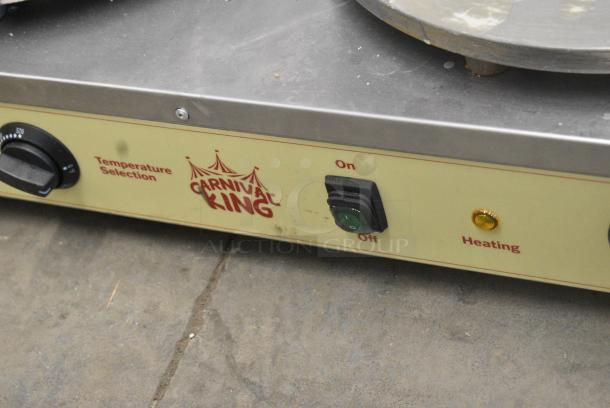 Temperature
Selection
CARNIVAL
KING
On
Off
Heating
AUCTION GROUP